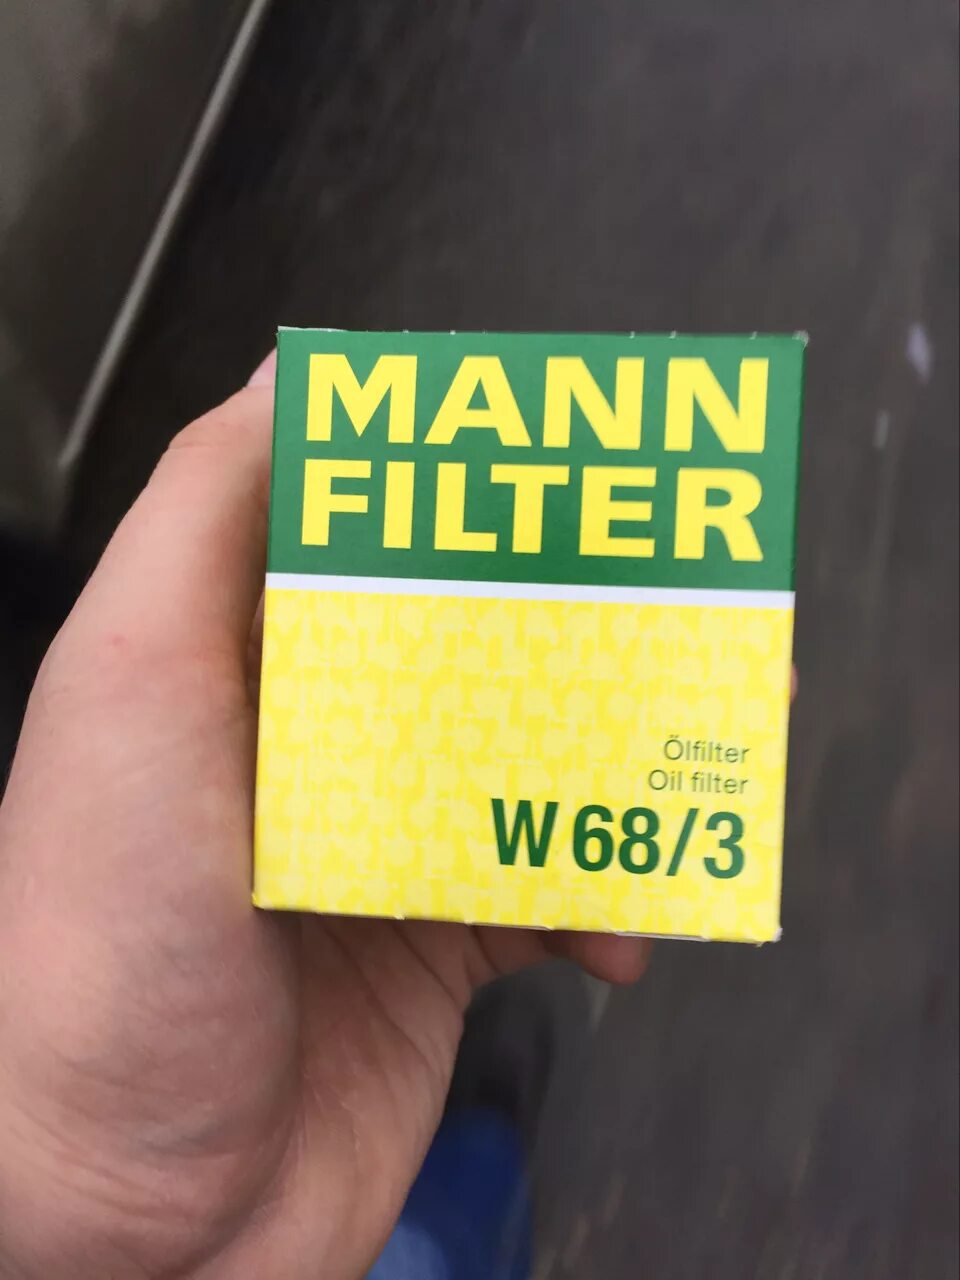 MANN
FILTER
Ölfilter
Oil filter
W 68/3